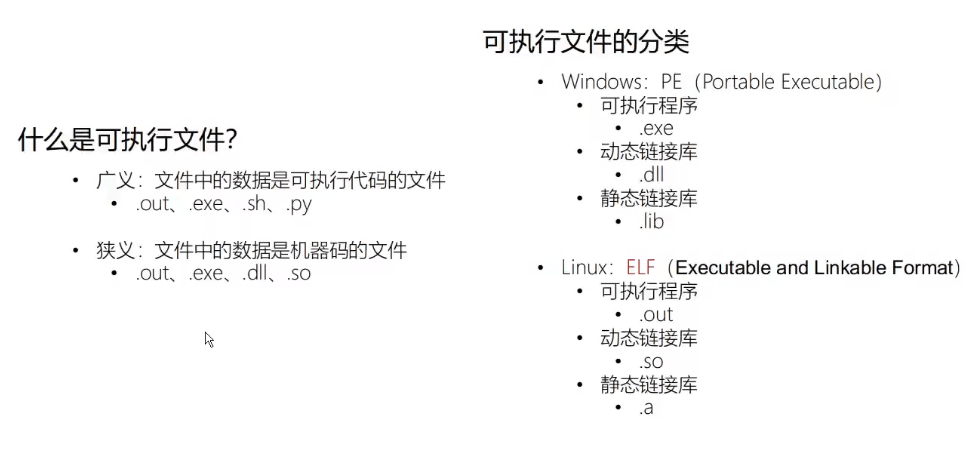 什么是可执行文件?
• 广义：文件中的数据是可执行代码的文件
• .out、.exe、.sh、.py
• 狭义：文件中的数据是机器码的文件
• .out、.exe、.dll、.so
可执行文件的分类
• Windows：PE（Portable Executable）
• 可执行程序
• .exe
• 动态链接库
• .dll
• 静态链接库
• .lib
• Linux：ELF（Executable and Linkable Format）
• 可执行程序
• .out
• 动态链接库
• .so
• 静态链接库
• .a